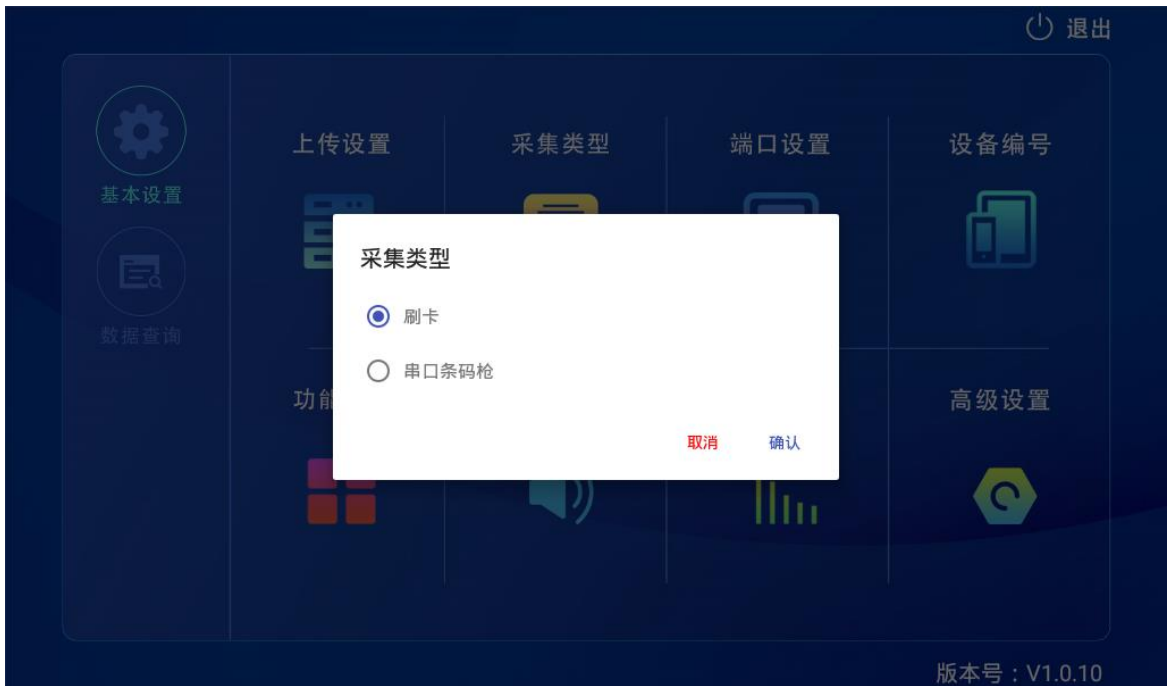 退出
上传设置
采集类型
端口设置
设备编号
基本设置
采集类型
刷卡
数据查询
串口条码枪
功能
高级设置
取消
确认
版本号：V1.0.10